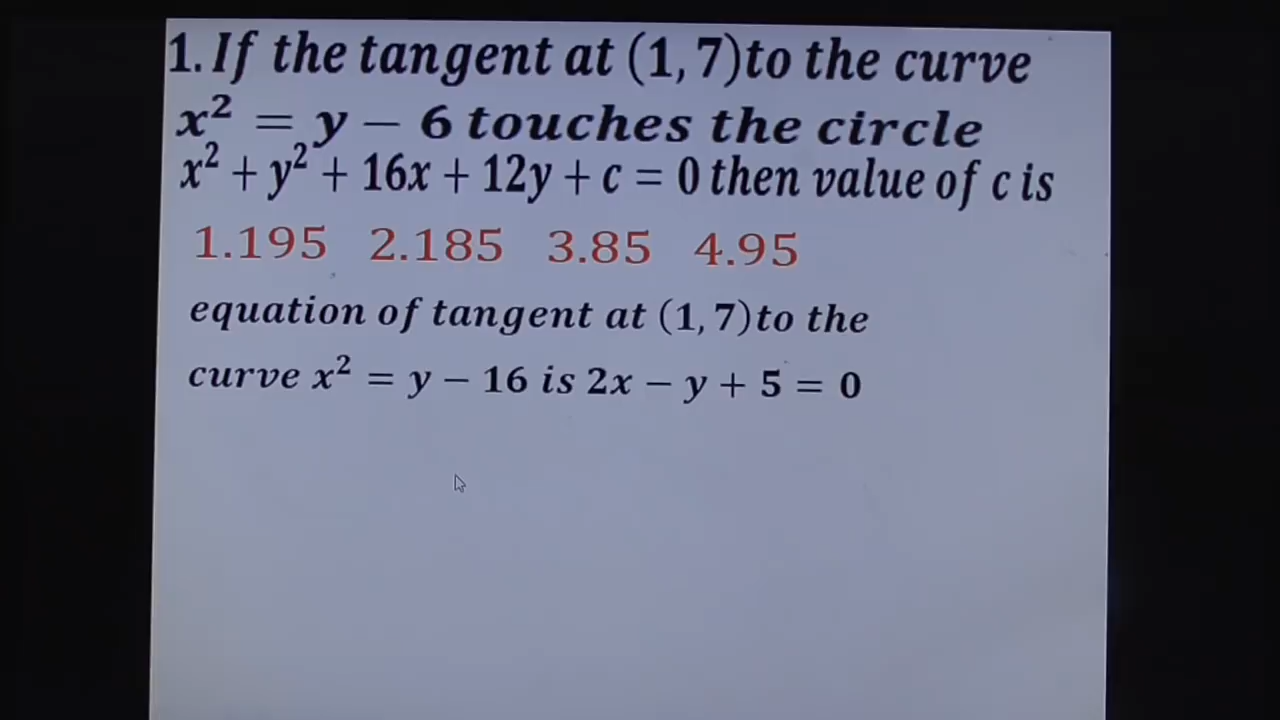 1. If the tangent at (1, 7)to the curve
x² = y − 6 touches the circle
x² + y² + 16x + 12y + c = 0 then value of c is
1.195 2.185 3.85 4.95
equation of tangent at (1, 7)to the
curve x² = y − 16 is 2x − y + 5 = 0